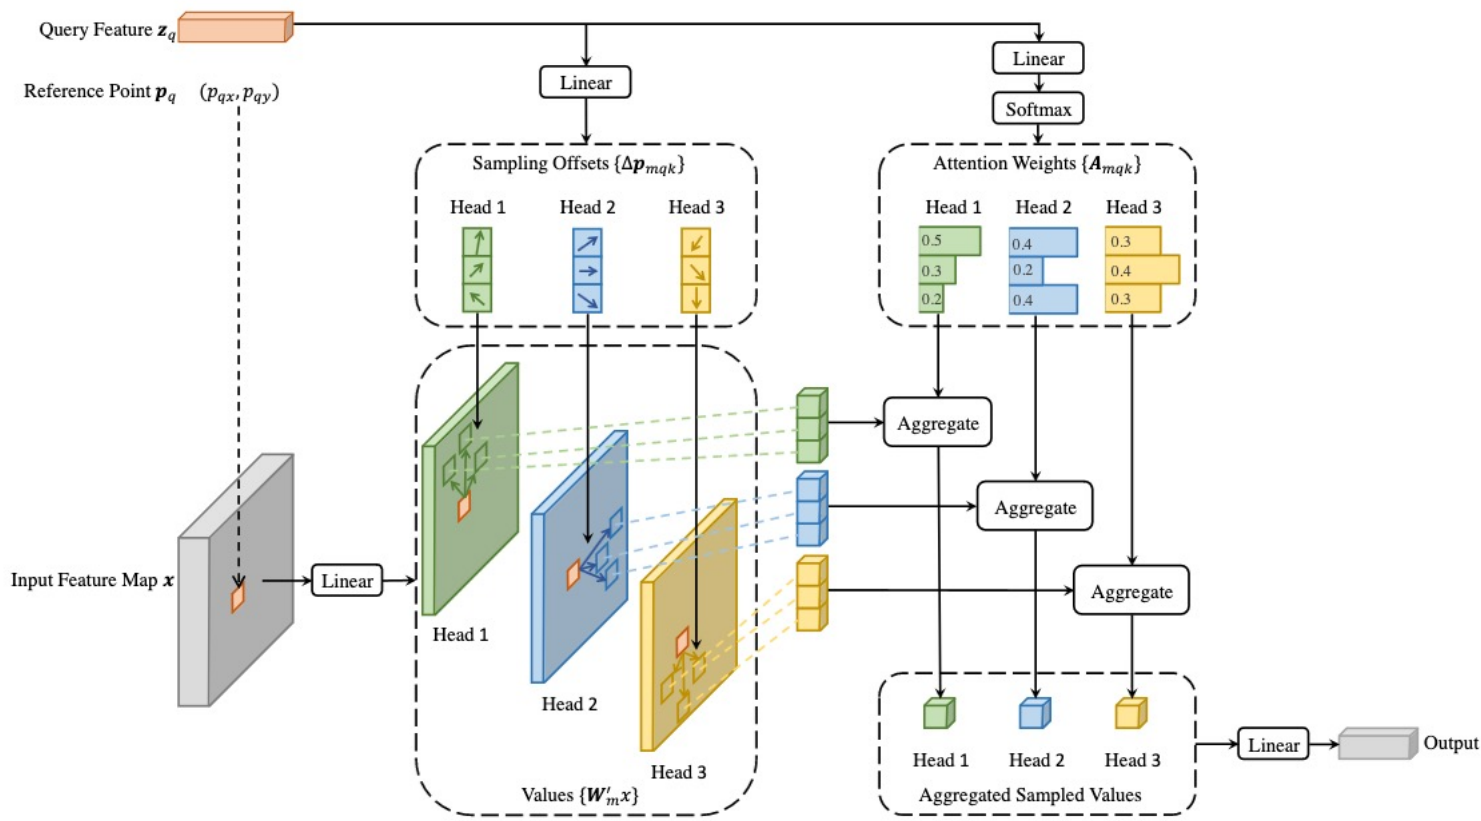 Query Feature z_q
Linear
Reference Point p_q (p_qx, p_qy)
Linear
Softmax
Sampling Offsets {Δp_mqk}
Attention Weights {A_mqk}
Head 1 Head 2 Head 3
Head 1 Head 2 Head 3
0.5 0.4 0.3
0.3 0.2 0.4
0.2 0.4 0.3
Aggregate
Aggregate
Aggregate
Input Feature Map x
Linear
Head 1
Head 2
Head 3
Values {W′_m x}
Head 1 Head 2 Head 3
Aggregated Sampled Values
Linear
Output